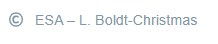 © ESA – L. Boldt-Christmas